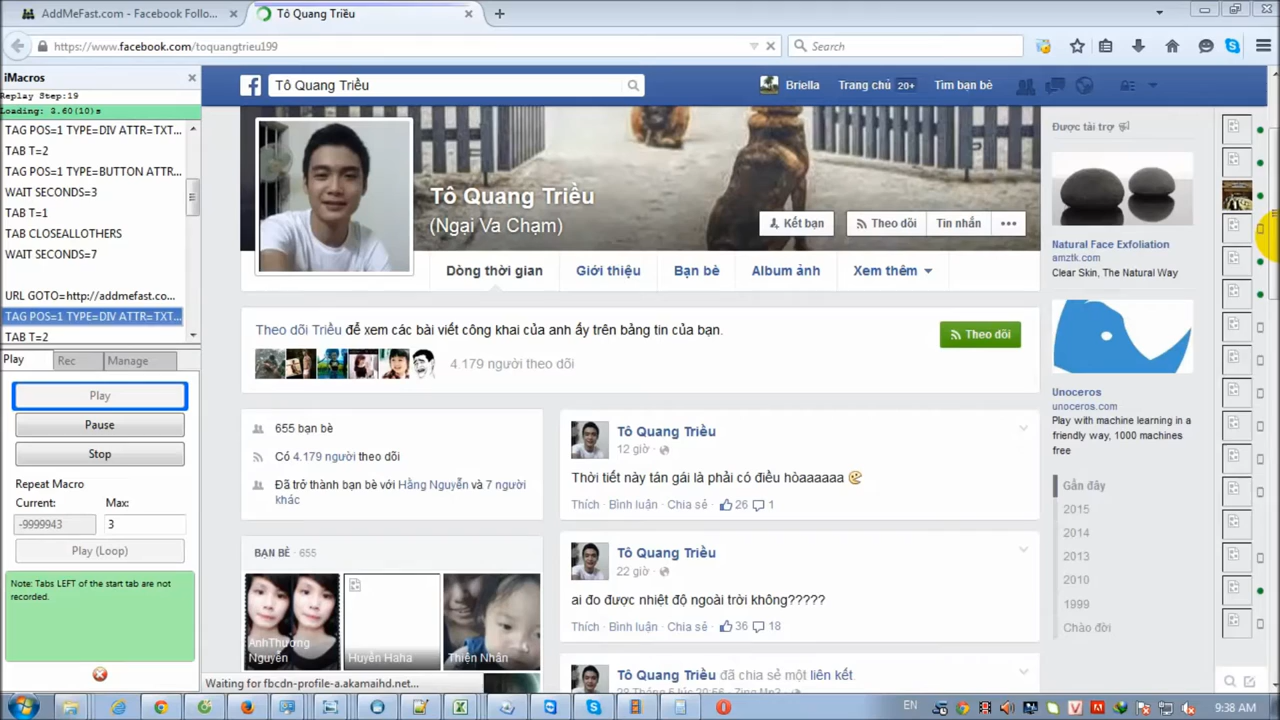 AddMeFast.com - Facebook Follo...
Tô Quang Triều
https://www.facebook.com/toquangtrieu199
Search
iMacros
Replay Step:19
Loading: 2.60(10)s
TAG POS=1 TYPE=DIV ATTR=TXT...
TAB T=2
TAG POS=1 TYPE=BUTTON ATTR...
WAIT SECONDS=3
TAB T=1
TAB CLOSEALLOTHERS
WAIT SECONDS=7
URL GOTO=http://addmefast.co...
TAG POS=1 TYPE=DIV ATTR=TXT...
TAB T=2
Play
Rec
Manage
Play
Pause
Stop
Repeat Macro
Current:
Max:
-9999943
3
Play (Loop)
Note: Tabs LEFT of the start tab are not
recorded.
Tô Quang Triều
Briella
Trang chủ 20+
Tìm bạn bè
Tô Quang Triều
(Ngại Va Chạm)
Kết bạn
Theo dõi
Tin nhắn
Dòng thời gian
Giới thiệu
Bạn bè
Album ảnh
Xem thêm
Theo dõi Triều để xem các bài viết công khai của anh ấy trên bảng tin của bạn.
Theo dõi
4.179 người theo dõi
655 bạn bè
Có 4.179 người theo dõi
Đã trở thành bạn bè với Hằng Nguyễn và 7 người
khác
BẠN BÈ · 655
AnhThương
Nguyễn
Huyền Haha
Thiện Nhân
Tô Quang Triều
12 giờ ·
Thời tiết này tán gái là phải có điều hòaaaaaa
Thích · Bình luận · Chia sẻ · 26 1
Tô Quang Triều
22 giờ ·
ai đo được nhiệt độ ngoài trời không?????
Thích · Bình luận · Chia sẻ · 36 18
Tô Quang Triều đã chia sẻ một liên kết.
28 Tháng 5 lúc 20:56 · Zing Mp3 ·
Được tài trợ
Natural Face Exfoliation
amztk.com
Clear Skin, The Natural Way
Unoceros
unoceros.com
Play with machine learning in a
friendly way, 1000 machines
free
Gần đây
2015
2014
2013
2010
1999
Chào đời
Waiting for fbcdn-profile-a.akamaihd.net...
EN
9:38 AM